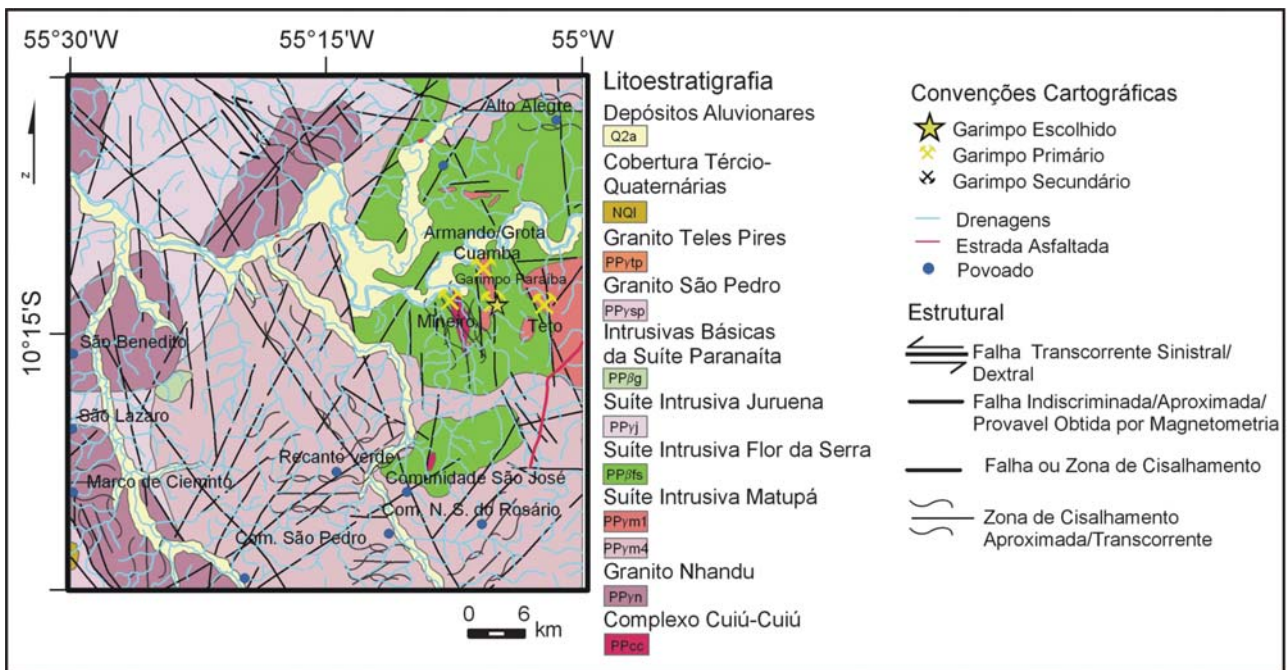 55°30'W 55°15'W 55°W
10°15'S
z
Alto Alegre
Armando/Grota
Cuamba
Garimpo Paraíba
Mineiro
Teto
São Benedito
São Lazaro
Recanto verde
Marco de Ciemnto
Comunidade São José
Com. N. S. do Rosário
Com. São Pedro
0 6
km
Litoestratigrafia
Depósitos Aluvionares
Q2a
Cobertura Tércio-
Quaternárias
NQl
Granito Teles Pires
PPγtp
Granito São Pedro
PPγsp
Intrusivas Básicas
da Suíte Paranaíta
PPβg
Suíte Intrusiva Juruena
PPγj
Suíte Intrusiva Flor da Serra
PPβfs
Suíte Intrusiva Matupá
PPγm1
PPγm4
Granito Nhandu
PPγn
Complexo Cuiú-Cuiú
PPcc
Convenções Cartográficas
Garimpo Escolhido
Garimpo Primário
Garimpo Secundário
Drenagens
Estrada Asfaltada
Povoado
Estrutural
Falha Transcorrente Sinistral/
Dextral
Falha Indiscriminada/Aproximada/
Provavel Obtida por Magnetometria
Falha ou Zona de Cisalhamento
Zona de Cisalhamento
Aproximada/Transcorrente